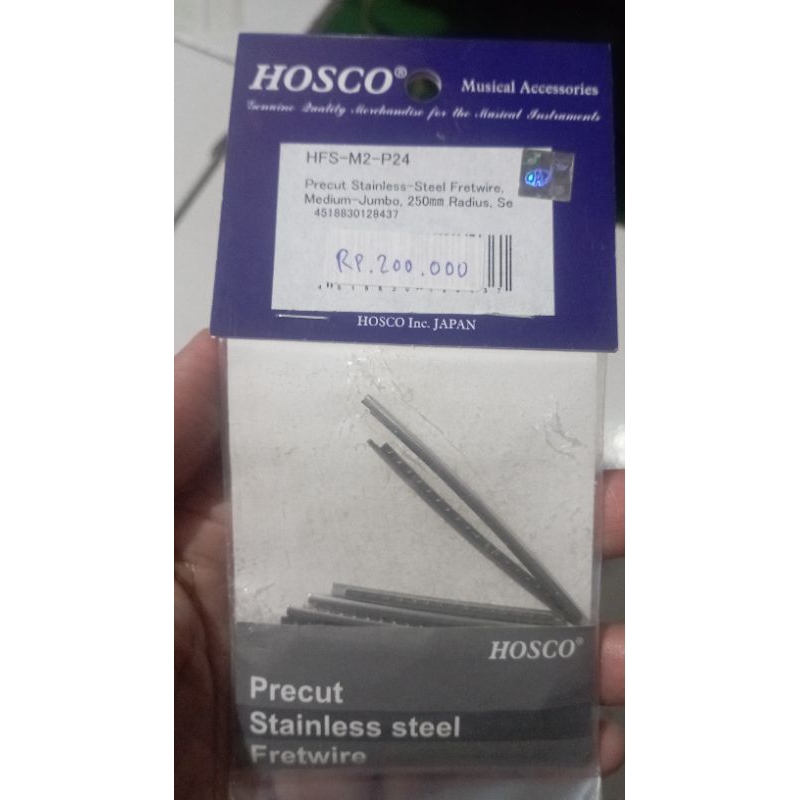 HOSCO® Musical Accessories
Genuine Quality Merchandise for the Musical Instruments
HFS-M2-P24
Precut Stainless-Steel Fretwire,
Medium-Jumbo, 250mm Radius, Se
4518830128437
RP.200.000
HOSCO Inc. JAPAN
HOSCO®
Precut
Stainless steel
Fretwire